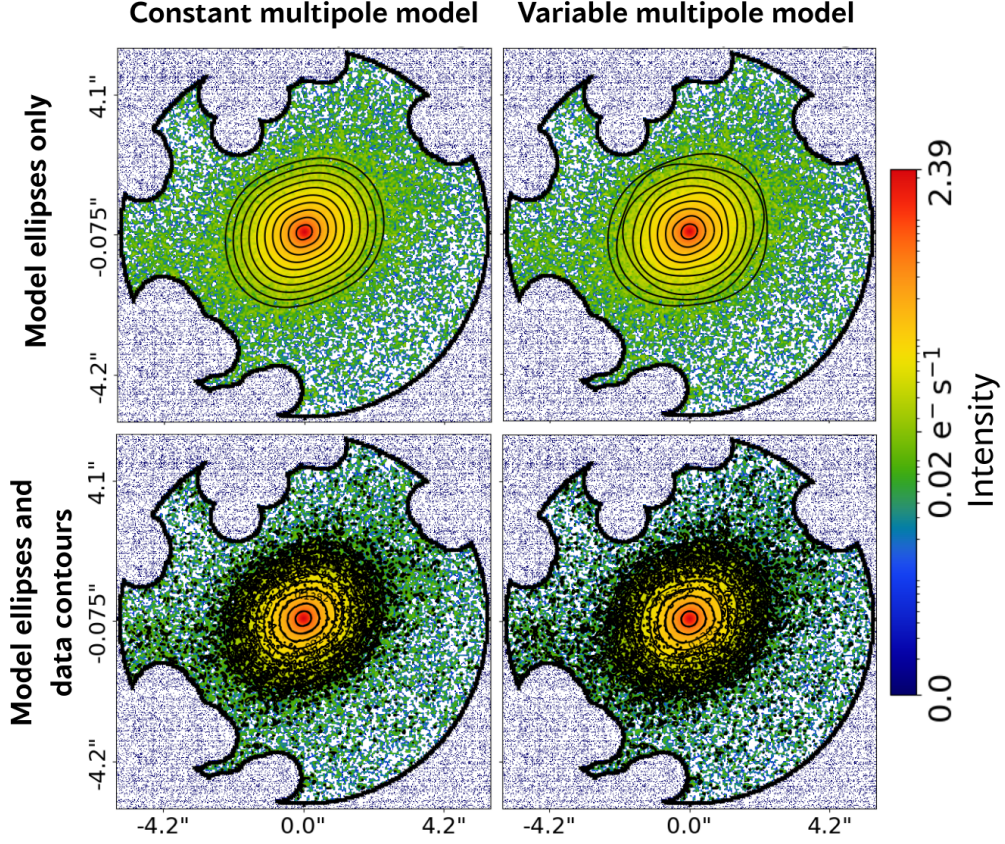 Constant multipole model Variable multipole model
Model ellipses only
4.1"
-0.075"
-4.2"
Model ellipses and
data contours
4.1"
-0.075"
-4.2"
-4.2" 0.0" 4.2" -4.2" 0.0" 4.2"
2.39
0.02 e⁻ s⁻¹
0.0
Intensity